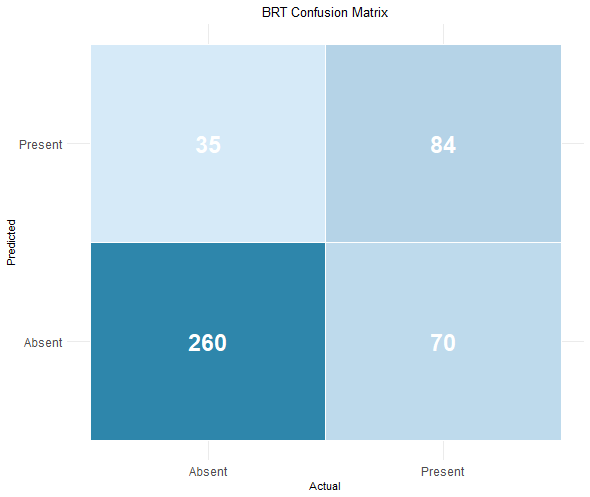 BRT Confusion Matrix
Predicted
Present
35
84
Absent
260
70
Absent
Present
Actual